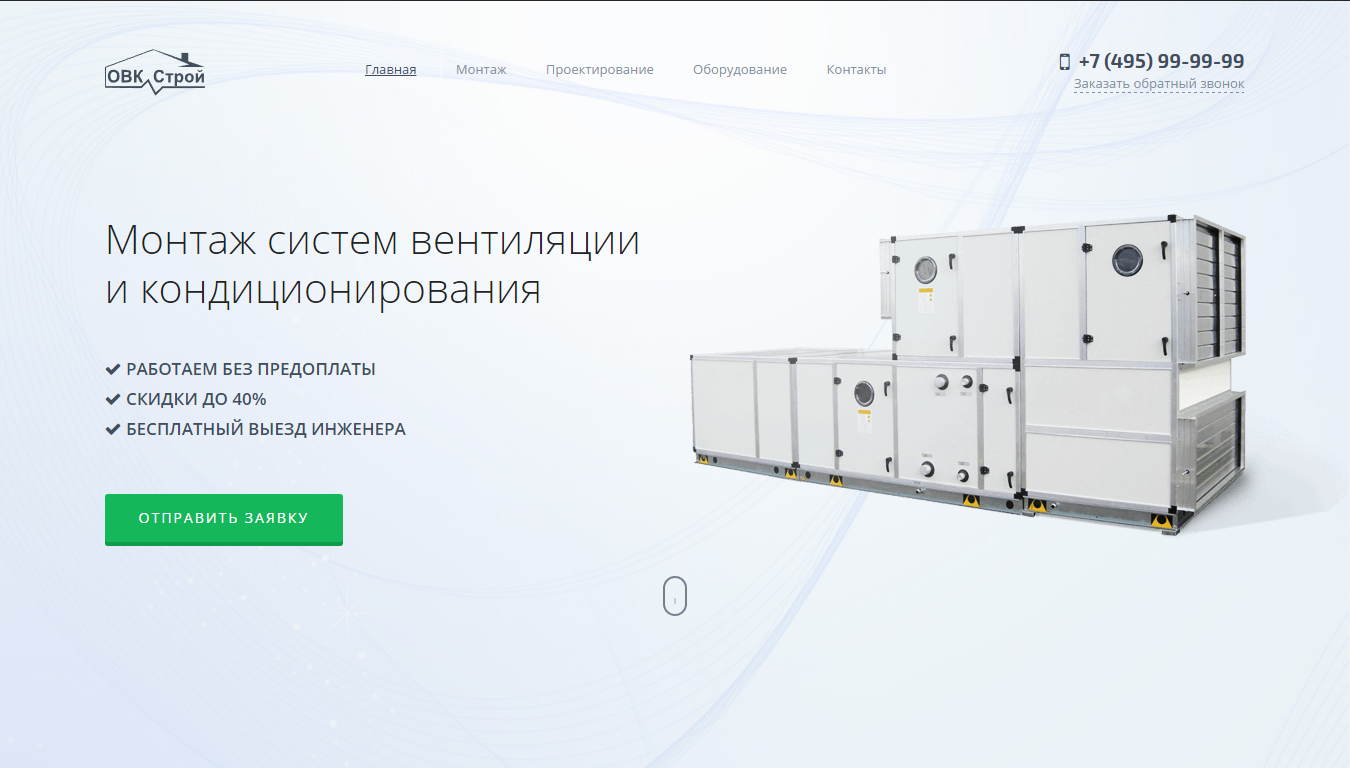 ОВК Строй
Главная
Монтаж
Проектирование
Оборудование
Контакты
+7 (495) 99-99-99
Заказать обратный звонок
Монтаж систем вентиляции
и кондиционирования
РАБОТАЕМ БЕЗ ПРЕДОПЛАТЫ
СКИДКИ ДО 40%
БЕСПЛАТНЫЙ ВЫЕЗД ИНЖЕНЕРА
ОТПРАВИТЬ ЗАЯВКУ